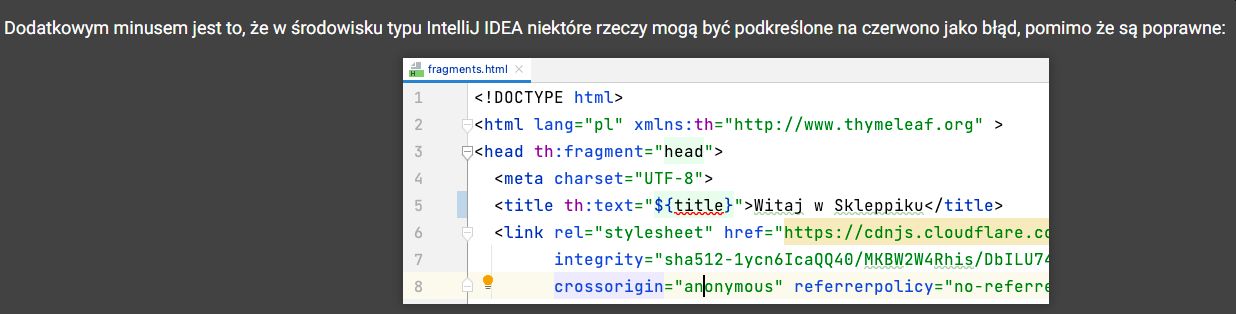 Dodatkowym minusem jest to, że w środowisku typu IntelliJ IDEA niektóre rzeczy mogą być podkreślone na czerwono jako błąd, pomimo że są poprawne:
fragments.html
1 <!DOCTYPE html>
2 <html lang="pl" xmlns:th="http://www.thymeleaf.org" >
3 <head th:fragment="head">
4 <meta charset="UTF-8">
5 <title th:text="${title}">Witaj w Skleppiku</title>
6 <link rel="stylesheet" href="https://cdnjs.cloudflare.co
7 integrity="sha512-1ycn6IcaQQ40/MKBW2W4Rhis/DbILU74
8 crossorigin="anonymous" referrerpolicy="no-referre